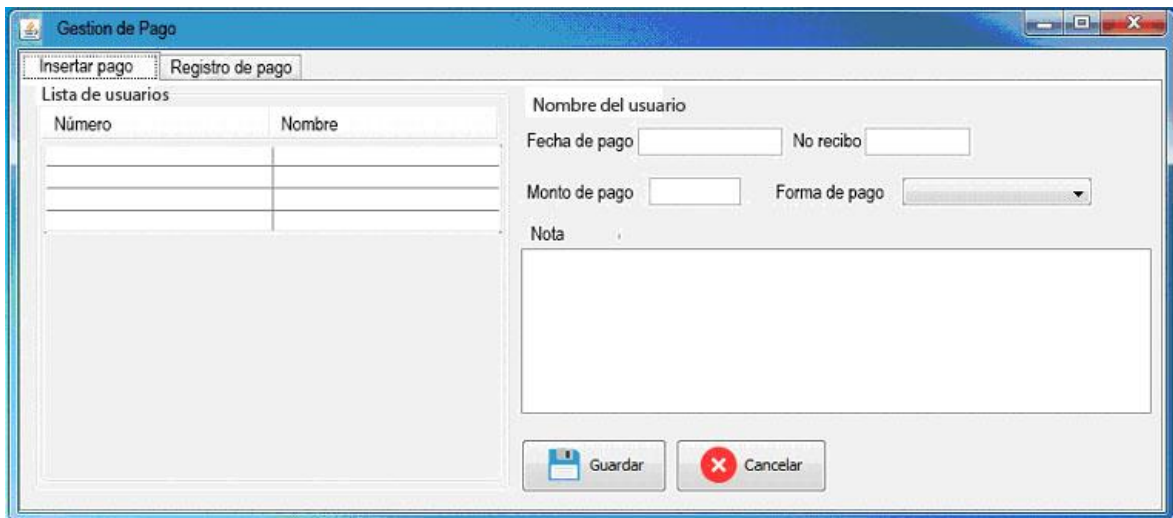 Gestion de Pago
Insertar pago Registro de pago
Lista de usuarios
Número Nombre
Nombre del usuario
Fecha de pago No recibo
Monto de pago Forma de pago
Nota
Guardar Cancelar